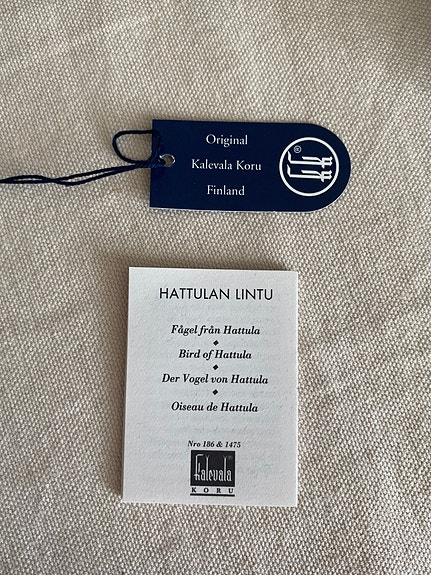 Original
Kalevala Koru
Finland
®
HATTULAN LINTU
Fågel från Hattula
Bird of Hattula
Der Vogel von Hattula
Oiseau de Hattula
Nro 186 & 1475
Kalevala
KORU